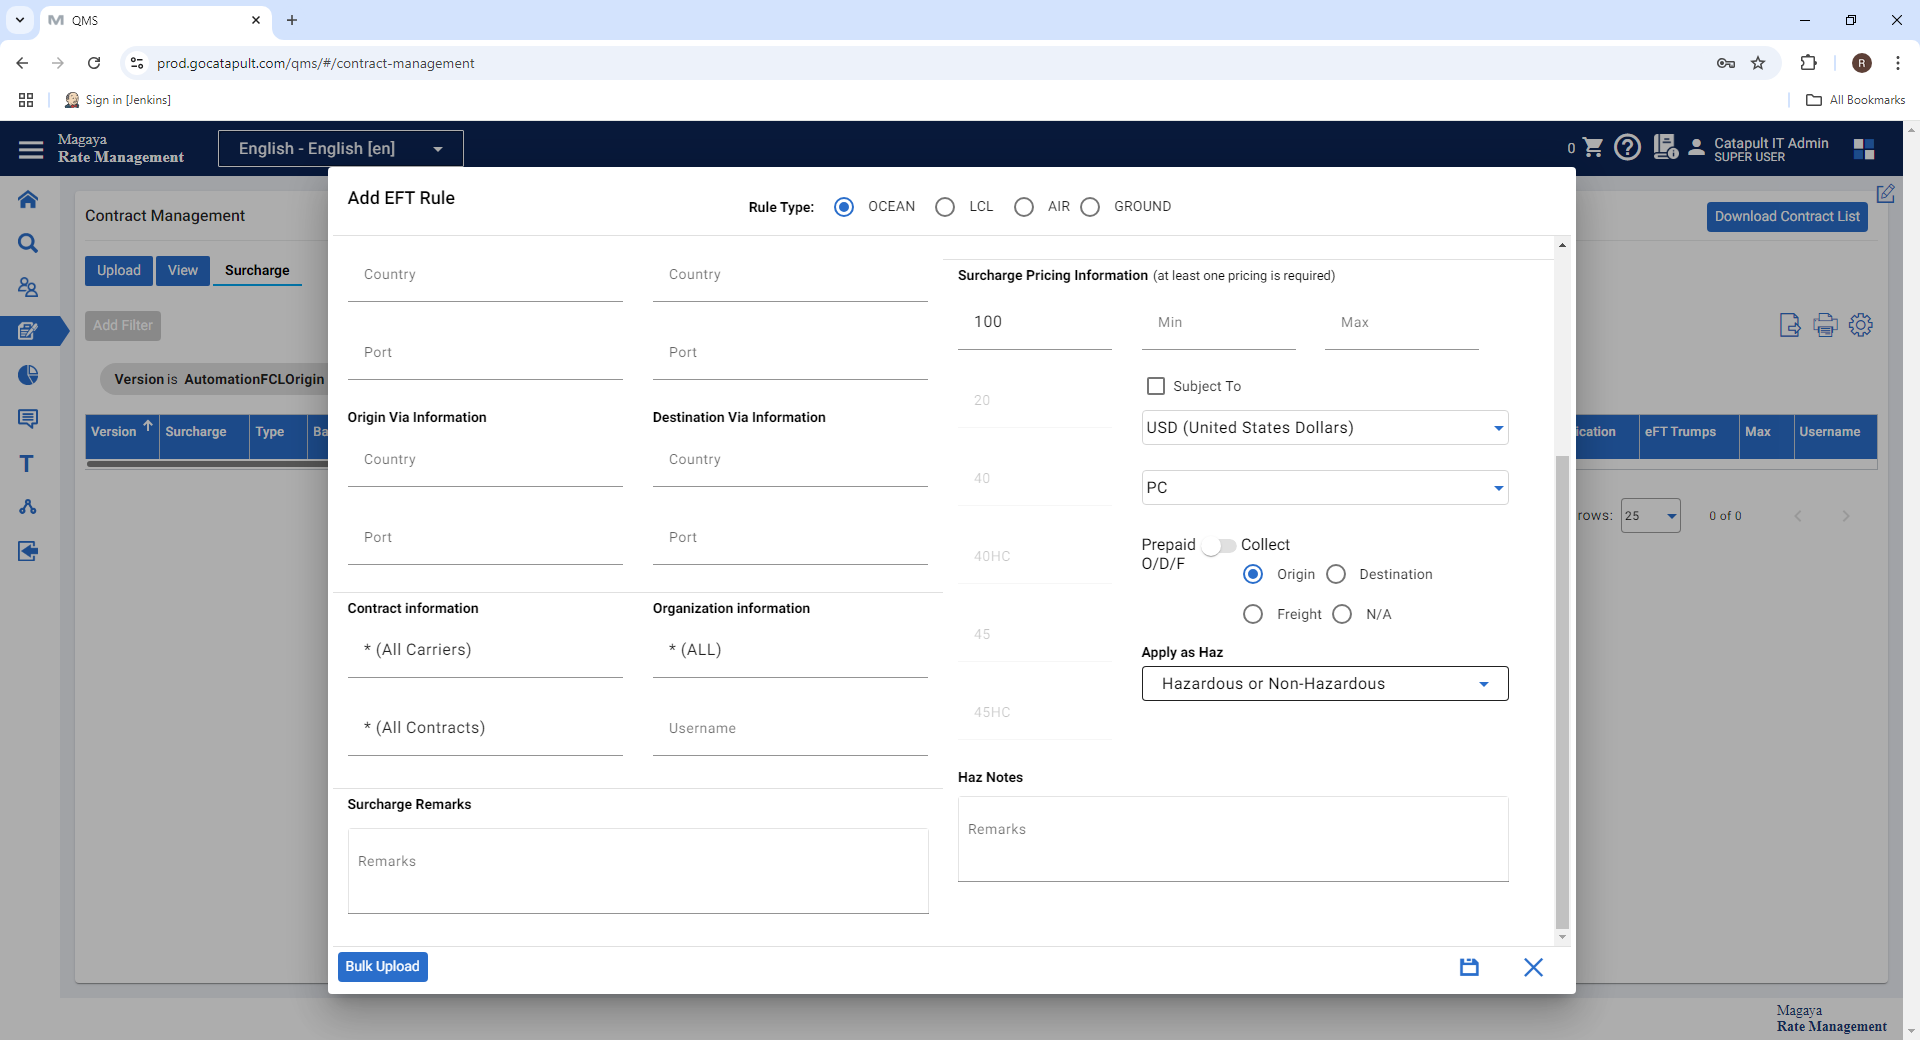 QMS
prod.gocatapult.com/qms/#/contract-management
R
Sign in [Jenkins]
All Bookmarks
Magaya
Rate Management
English - English [en]
0
Catapult IT Admin
SUPER USER
Contract Management
Download Contract List
Upload
View
Surcharge
Add Filter
Version is AutomationFCLOrigin
Version
Surcharge
Type
Ba
ication
eFT Trumps
Max
Username
rows:
25
0 of 0
T
Add EFT Rule
Rule Type:
OCEAN
LCL
AIR
GROUND
Country
Country
Port
Port
Origin Via Information
Destination Via Information
Country
Country
Port
Port
Contract information
Organization information
* (All Carriers)
* (ALL)
* (All Contracts)
Username
Surcharge Remarks
Remarks
Surcharge Pricing Information (at least one pricing is required)
100
Min
Max
20
Subject To
USD (United States Dollars)
40
PC
40HC
Prepaid
Collect
O/D/F
Origin
Destination
Freight
N/A
45
Apply as Haz
Hazardous or Non-Hazardous
45HC
Haz Notes
Remarks
Bulk Upload
Magaya
Rate Management